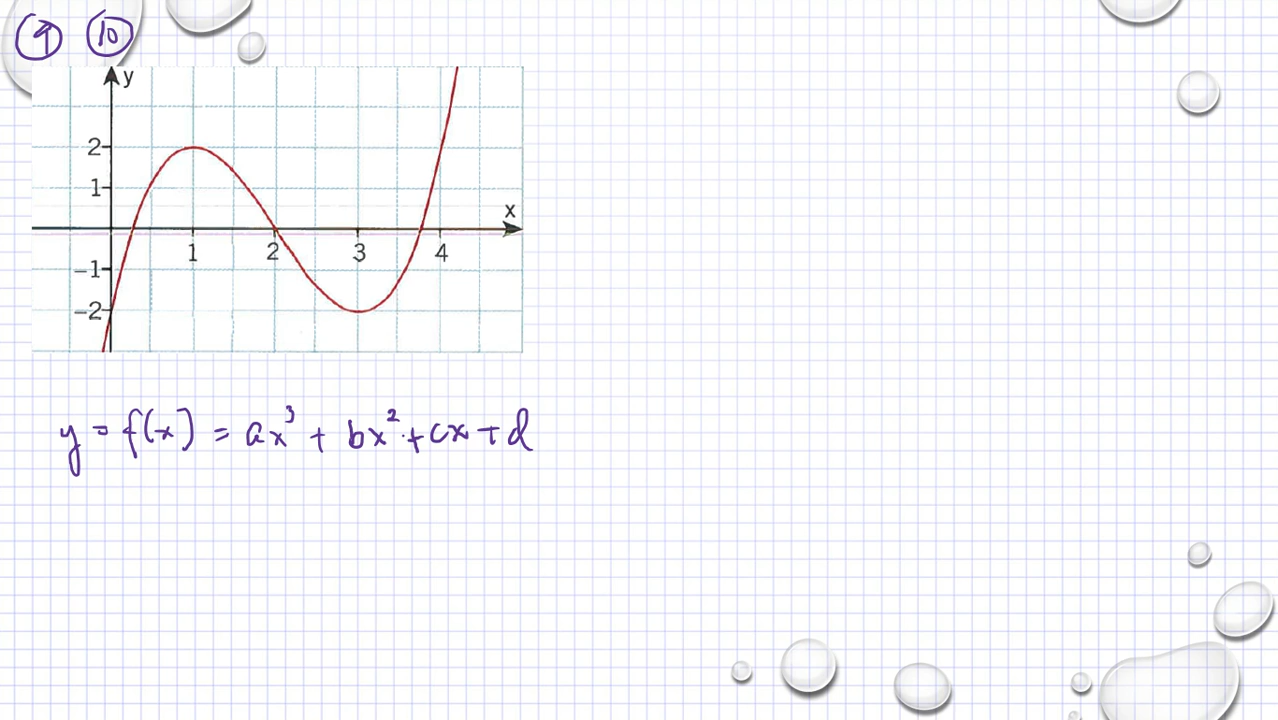 9 10
y
2
1
x
1 2 3 4
-1
-2
y = f(x) = ax³ + bx² + cx + d